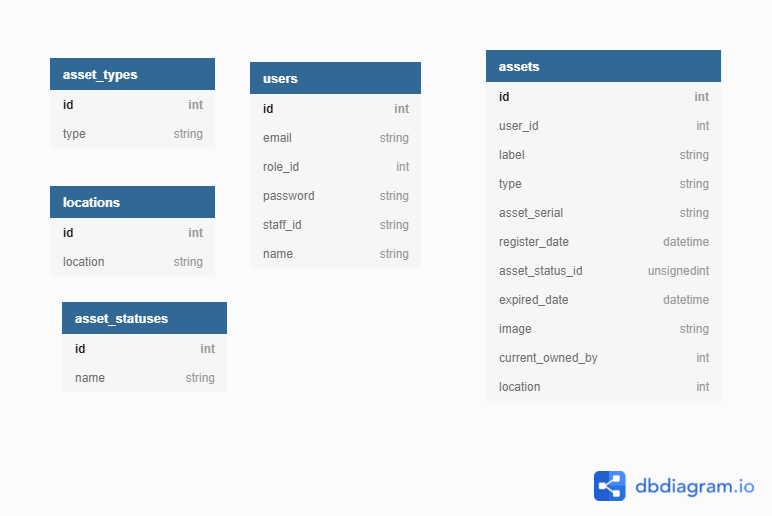 asset_types
id int
type string
locations
id int
location string
asset_statuses
id int
name string
users
id int
email string
role_id int
password string
staff_id string
name string
assets
id int
user_id int
label string
type string
asset_serial string
register_date datetime
asset_status_id unsignedint
expired_date datetime
image string
current_owned_by int
location int
dbdiagram.io